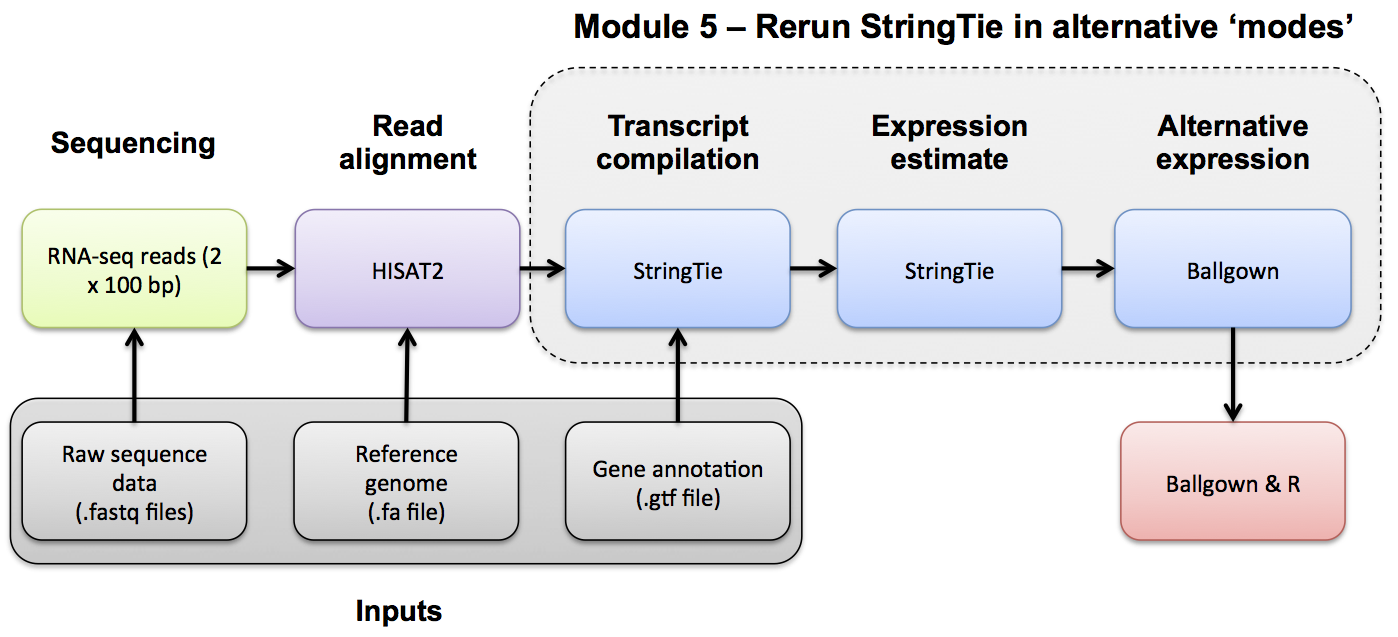 Module 5 – Rerun StringTie in alternative ‘modes’
Sequencing
Read
alignment
Transcript
compilation
Expression
estimate
Alternative
expression
RNA-seq reads (2
x 100 bp)
HISAT2
StringTie
StringTie
Ballgown
Raw sequence
data
(.fastq files)
Reference
genome
(.fa file)
Gene annotation
(.gtf file)
Ballgown & R
Inputs